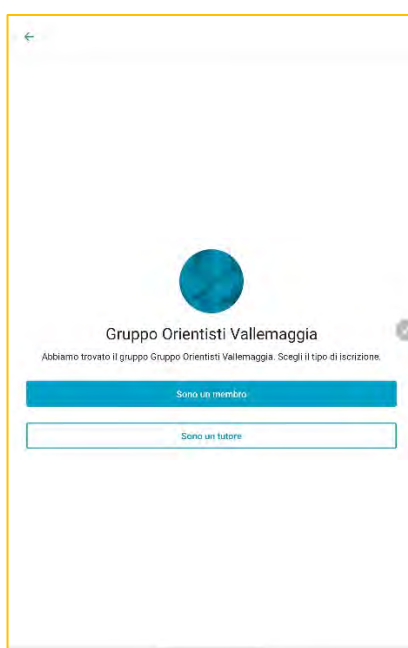 Gruppo Orientisti Vallemaggia
Abbiamo trovato il gruppo Gruppo Orientisti Vallemaggia. Scegli il tipo di iscrizione.
Sono un membro
Sono un tutore